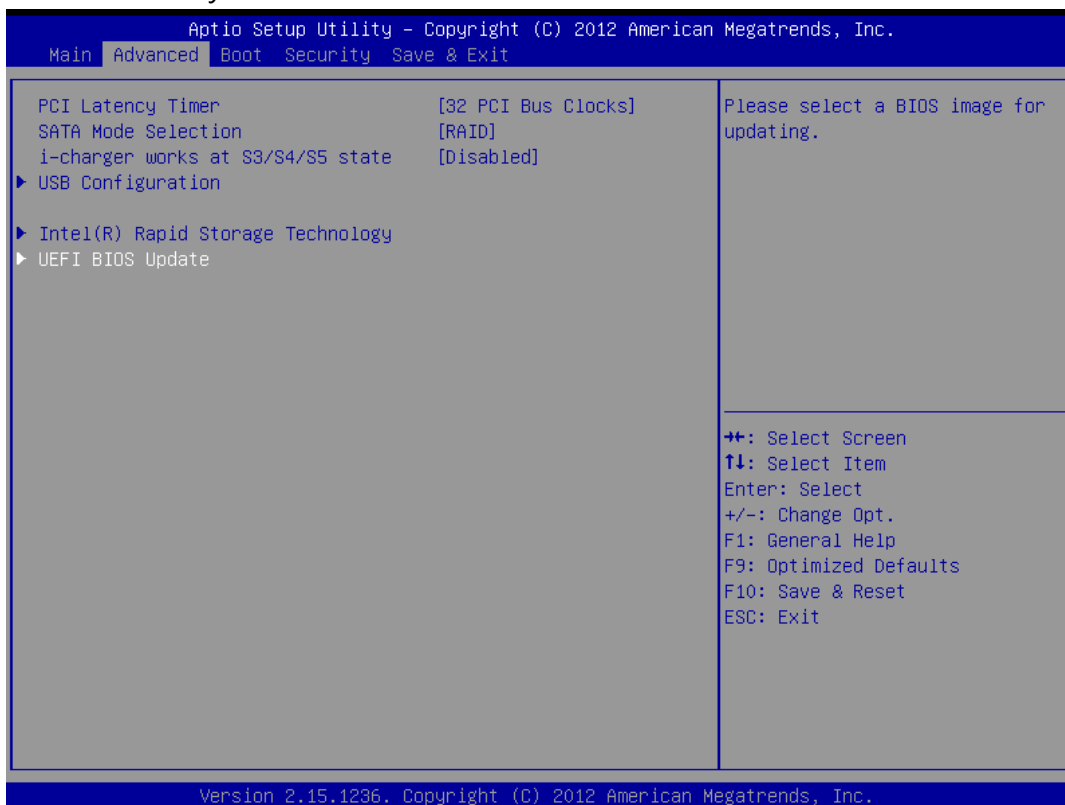 Aptio Setup Utility – Copyright (C) 2012 American Megatrends, Inc.
Main Advanced Boot Security Save & Exit
PCI Latency Timer [32 PCI Bus Clocks]
SATA Mode Selection [RAID]
i-charger works at S3/S4/S5 state [Disabled]
▶ USB Configuration
▶ Intel(R) Rapid Storage Technology
▶ UEFI BIOS Update
Please select a BIOS image for
updating.
→←: Select Screen
↑↓: Select Item
Enter: Select
+/-: Change Opt.
F1: General Help
F9: Optimized Defaults
F10: Save & Reset
ESC: Exit
Version 2.15.1236. Copyright (C) 2012 American Megatrends, Inc.